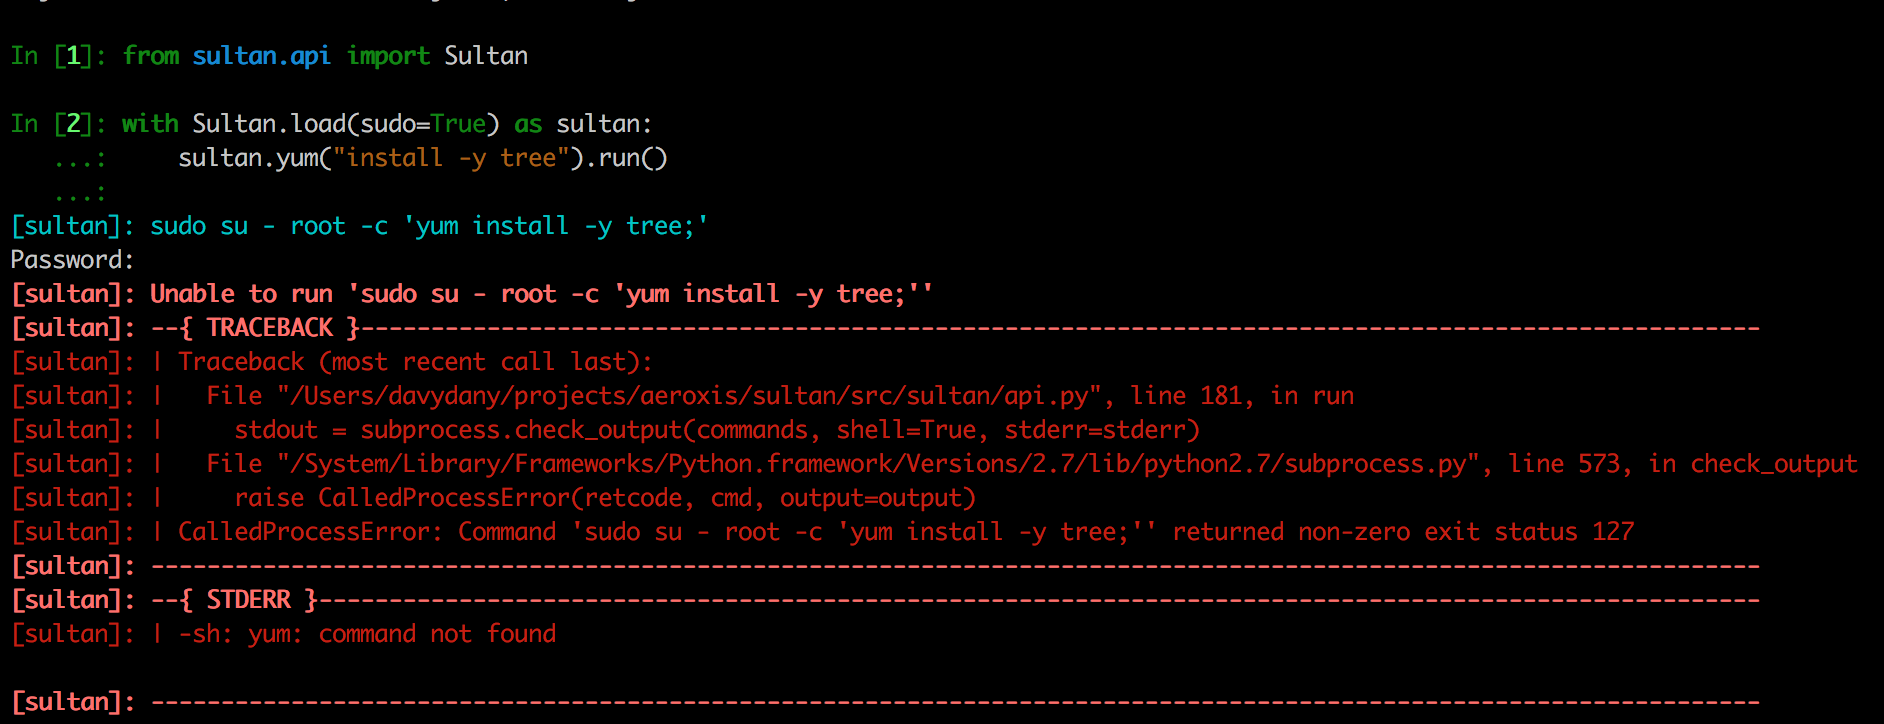 In [1]: from sultan.api import Sultan
In [2]: with Sultan.load(sudo=True) as sultan:
   ...:     sultan.yum("install -y tree").run()
   ...:
[sultan]: sudo su - root -c 'yum install -y tree;'
Password:
[sultan]: Unable to run 'sudo su - root -c 'yum install -y tree;''
[sultan]: --{ TRACEBACK }----------------------------------------------------------------------------------------------------
[sultan]: | Traceback (most recent call last):
[sultan]: |   File "/Users/davydany/projects/aeroxis/sultan/src/sultan/api.py", line 181, in run
[sultan]: |     stdout = subprocess.check_output(commands, shell=True, stderr=stderr)
[sultan]: |   File "/System/Library/Frameworks/Python.framework/Versions/2.7/lib/python2.7/subprocess.py", line 573, in check_output
[sultan]: |     raise CalledProcessError(retcode, cmd, output=output)
[sultan]: | CalledProcessError: Command 'sudo su - root -c 'yum install -y tree;'' returned non-zero exit status 127
[sultan]: -------------------------------------------------------------------------------------------------------------------
[sultan]: --{ STDERR }-------------------------------------------------------------------------------------------------------
[sultan]: | -sh: yum: command not found
[sultan]: -------------------------------------------------------------------------------------------------------------------